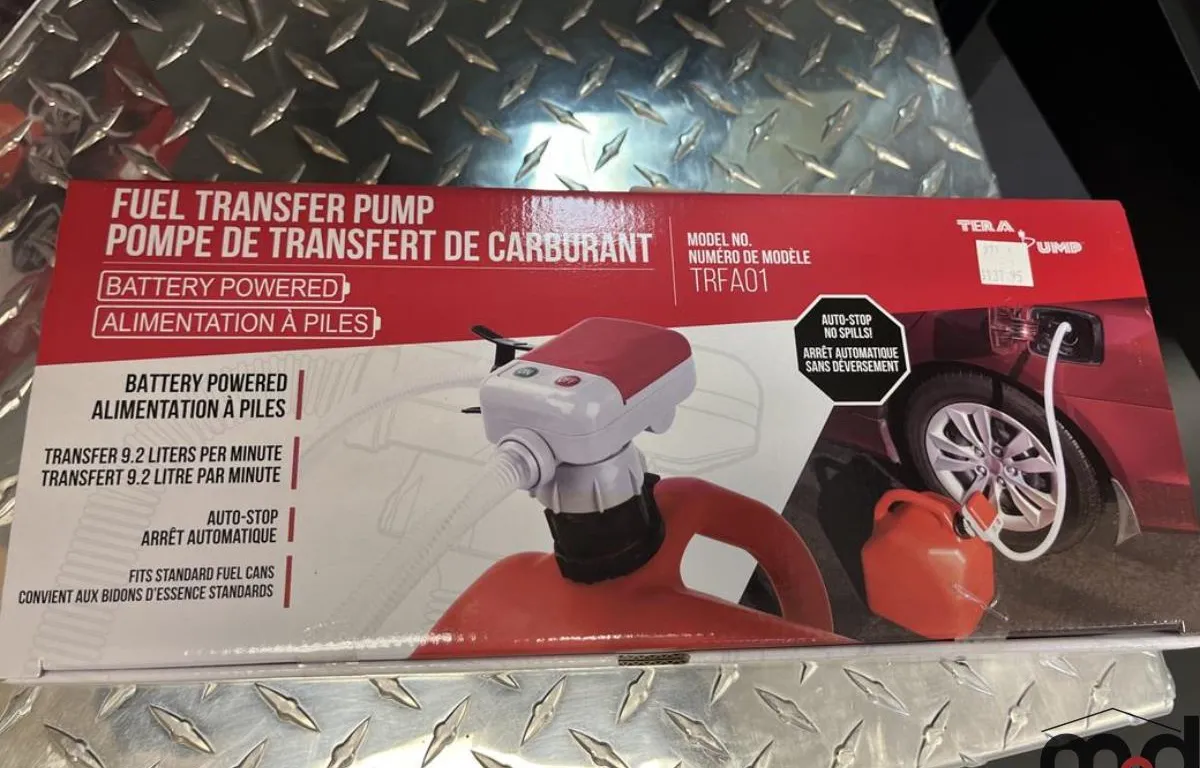 FUEL TRANSFER PUMP
POMPE DE TRANSFERT DE CARBURANT
BATTERY POWERED
ALIMENTATION À PILES
MODEL NO.
NUMÉRO DE MODÈLE
TRFA01
TERA
PUMP
$137.95
AUTO-STOP
NO SPILLS!
ARRÊT AUTOMATIQUE
SANS DÉVERSEMENT
BATTERY POWERED
ALIMENTATION À PILES
TRANSFER 9.2 LITERS PER MINUTE
TRANSFERT 9.2 LITRE PAR MINUTE
AUTO-STOP
ARRÊT AUTOMATIQUE
FITS STANDARD FUEL CANS
CONVIENT AUX BIDONS D'ESSENCE STANDARDS